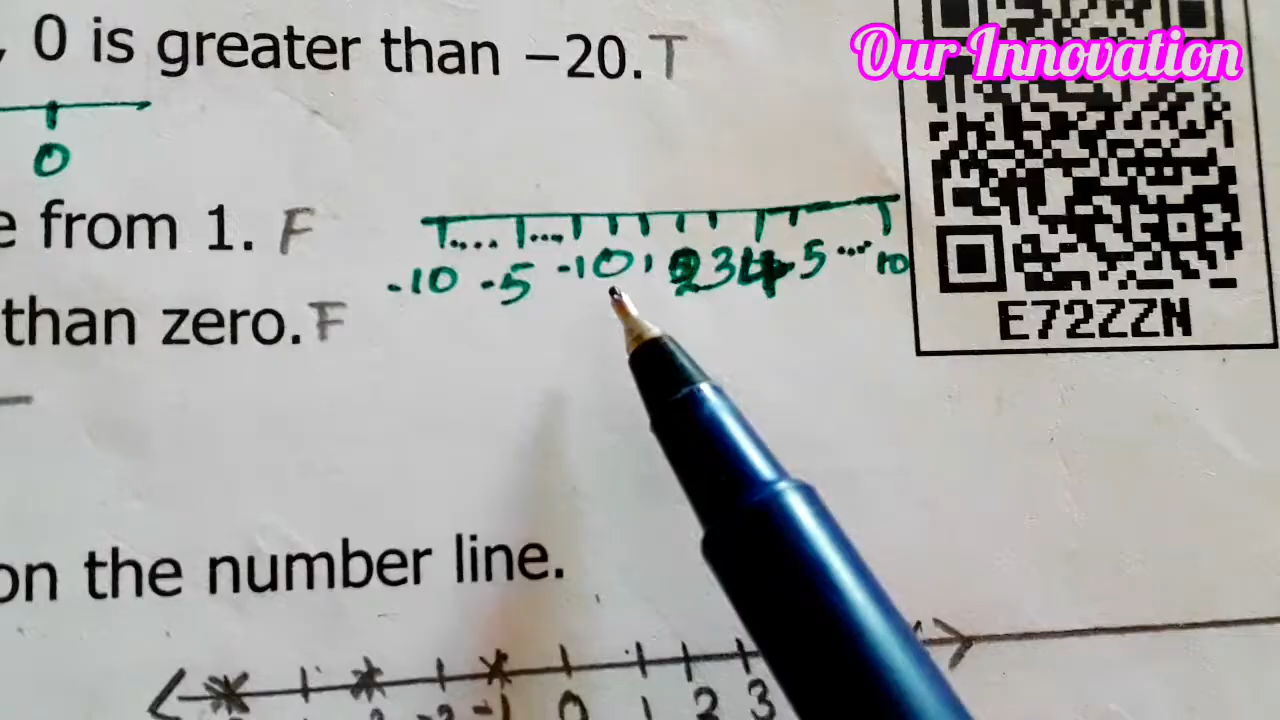 , 0 is greater than −20. T
Our Innovation
0
e from 1. F
-10 -5 -1 0 1 2 3 4 5 ... 10
than zero. F
E72ZZN
on the number line.
-2 -1 0 1 2 3